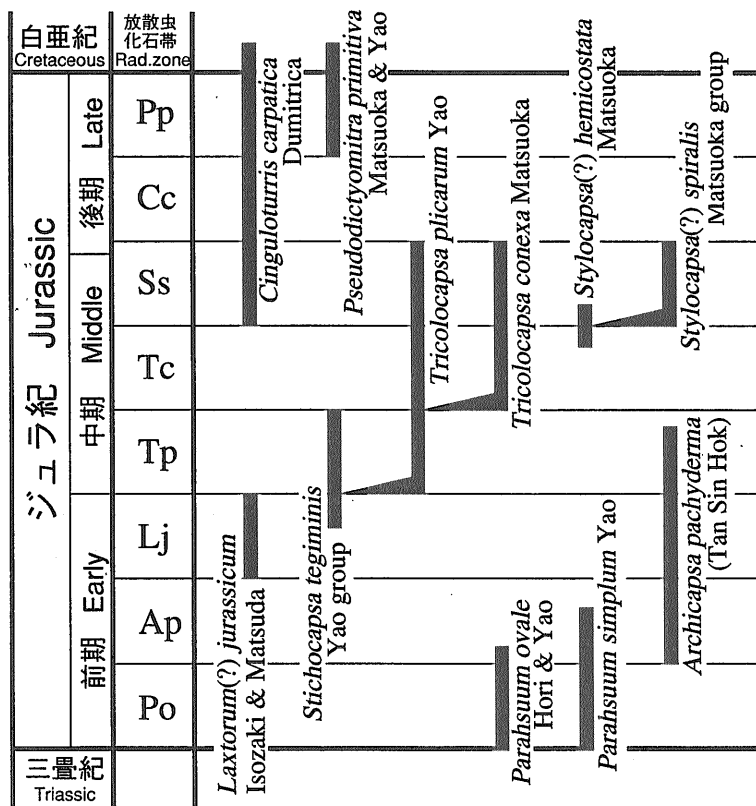 白亜紀
Cretaceous
放散虫
化石帯
Rad.zone
ジュラ紀 Jurassic
後期 Late
中期 Middle
前期 Early
Pp
Cc
Ss
Tc
Tp
Lj
Ap
Po
三畳紀
Triassic
Cinguloturris carpatica
Dumitrica
Pseudodictyomitra primitiva
Matsuoka & Yao
Tricolocapsa plicarum Yao
Tricolocapsa conexa Matsuoka
Stylocapsa(?) hemicostata
Matsuoka
Stylocapsa(?) spiralis
Matsuoka group
Laxtorum(?) jurassicum
Isozaki & Matsuda
Stichocapsa tegiminis
Yao group
Parahsuum ovale
Hori & Yao
Parahsuum simplum Yao
Archicapsa pachyderma
(Tan Sin Hok)